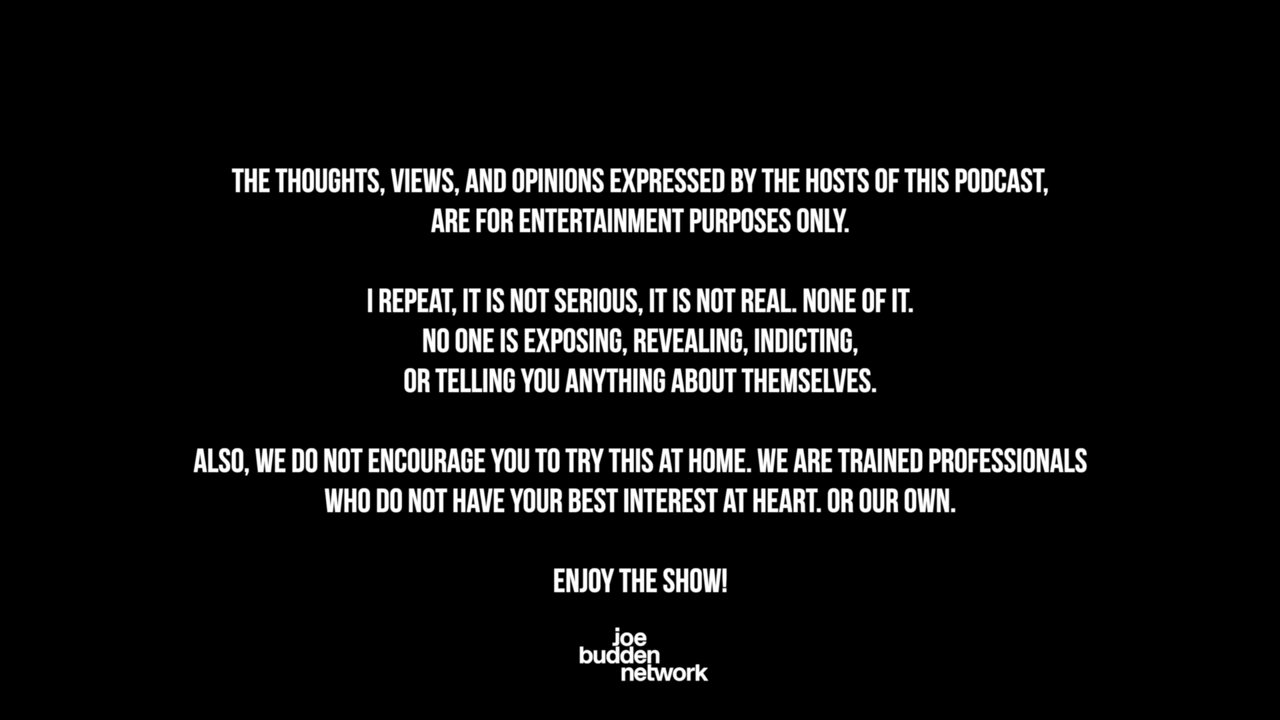 THE THOUGHTS, VIEWS, AND OPINIONS EXPRESSED BY THE HOSTS OF THIS PODCAST,
ARE FOR ENTERTAINMENT PURPOSES ONLY.
I REPEAT, IT IS NOT SERIOUS, IT IS NOT REAL. NONE OF IT.
NO ONE IS EXPOSING, REVEALING, INDICTING,
OR TELLING YOU ANYTHING ABOUT THEMSELVES.
ALSO, WE DO NOT ENCOURAGE YOU TO TRY THIS AT HOME. WE ARE TRAINED PROFESSIONALS
WHO DO NOT HAVE YOUR BEST INTEREST AT HEART. OR OUR OWN.
ENJOY THE SHOW!
joe
budden
network